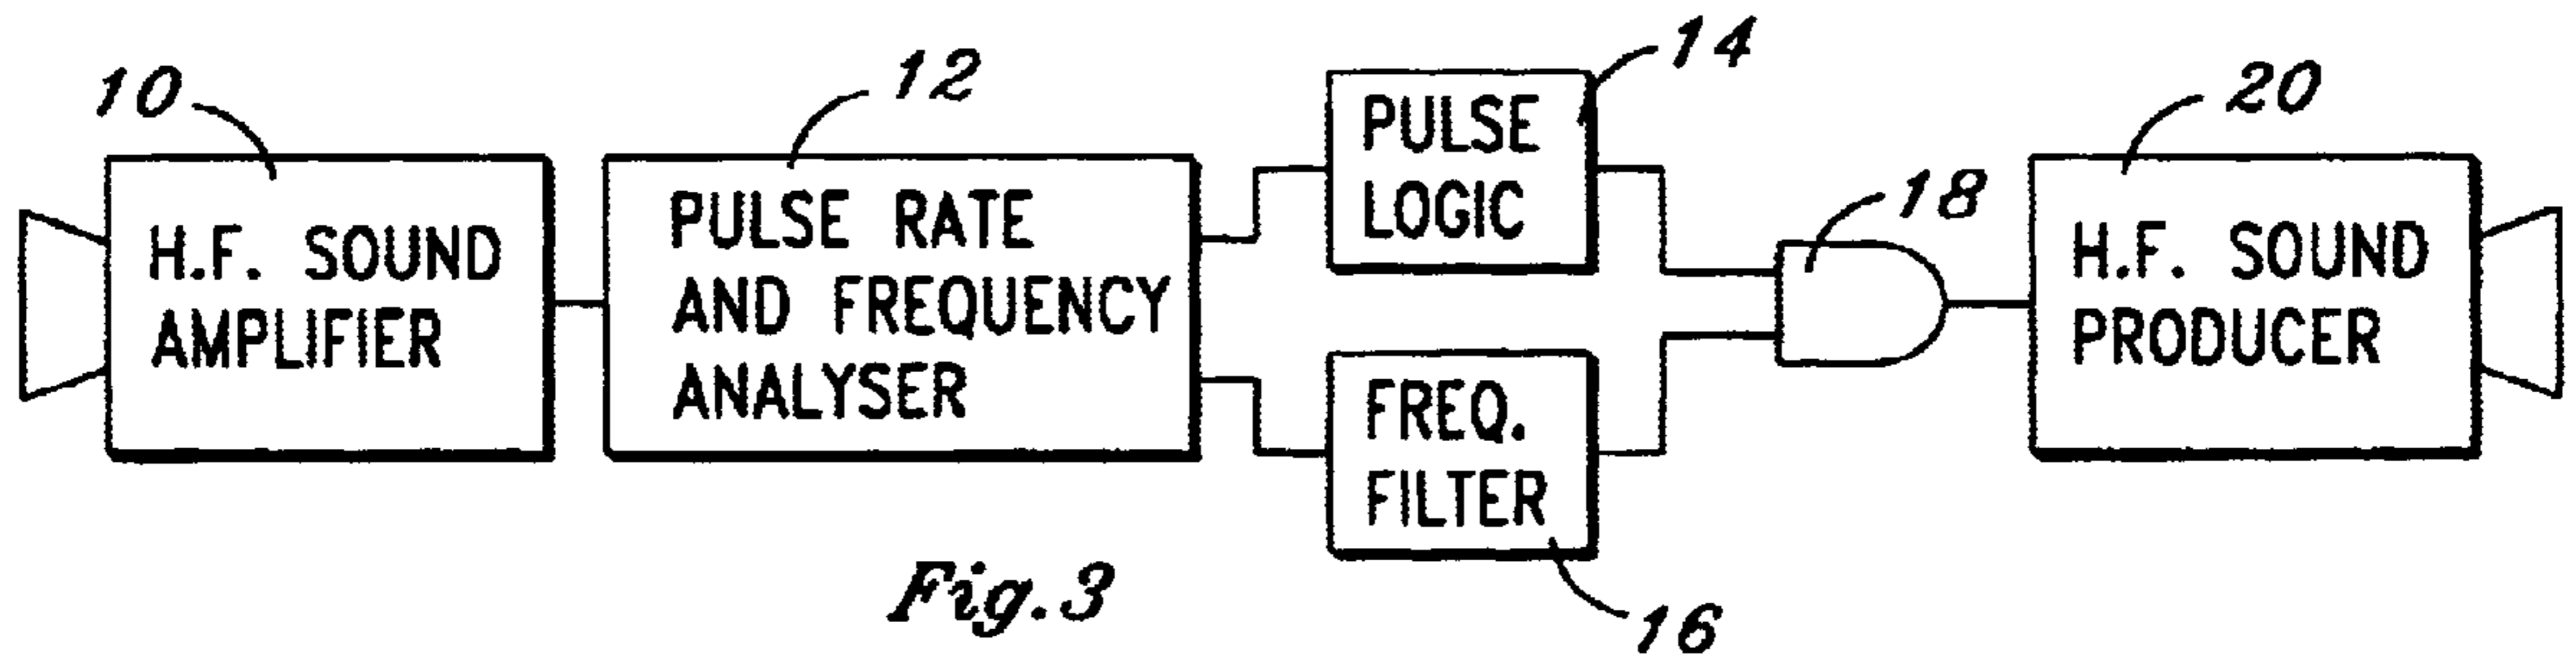 10
H.F. SOUND
AMPLIFIER
12
PULSE RATE
AND FREQUENCY
ANALYSER
14
PULSE
LOGIC
FREQ.
FILTER
16
18
20
H.F. SOUND
PRODUCER
Fig.3